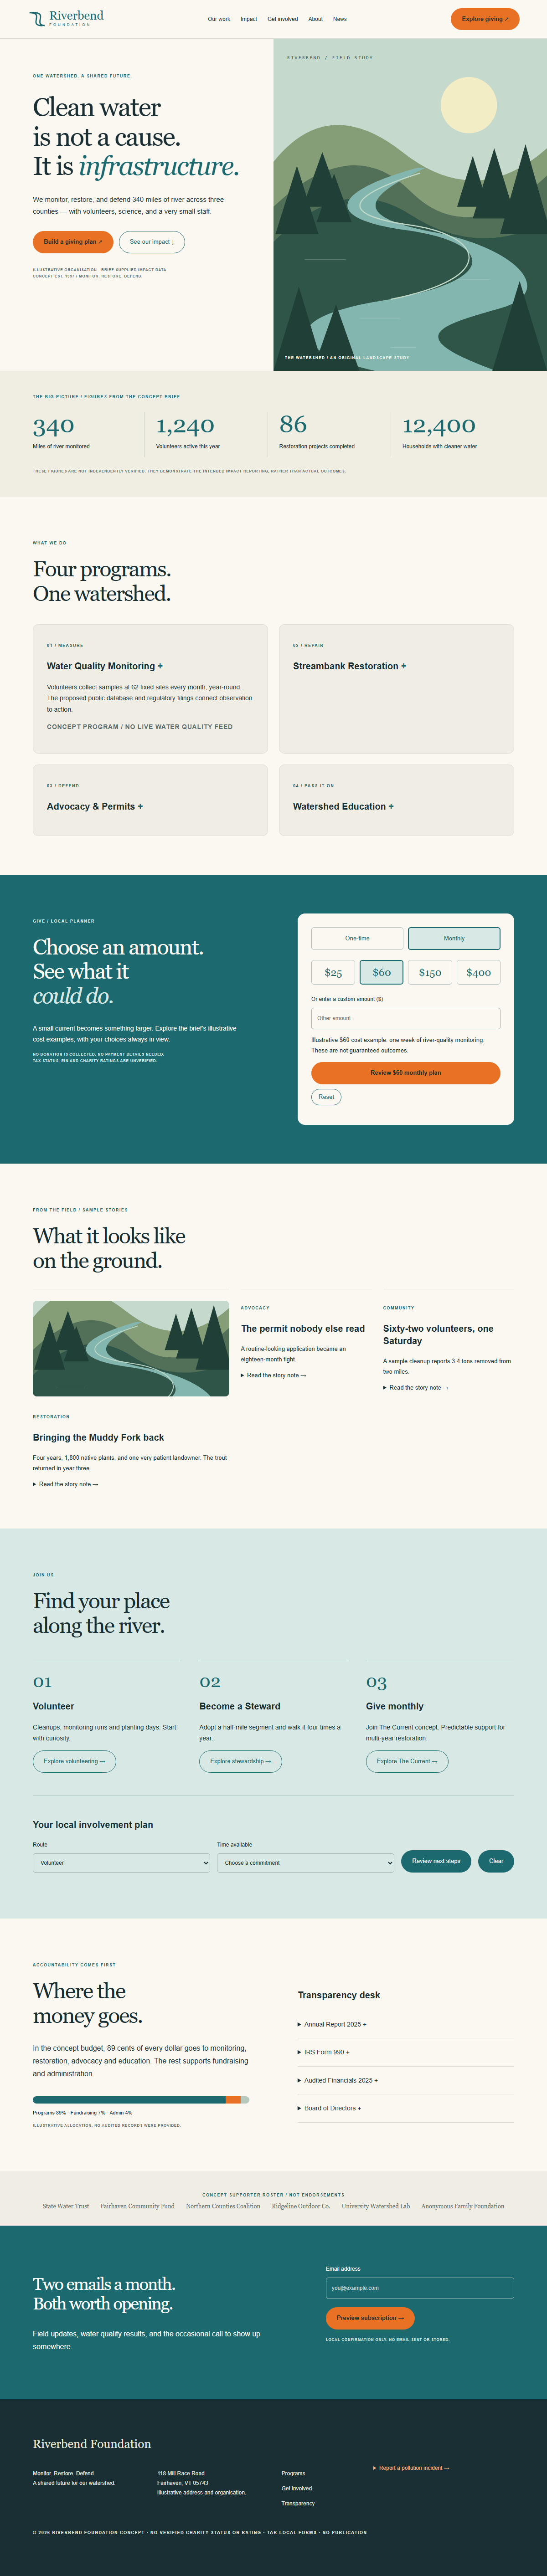 Riverbend
FOUNDATION
Our work
Impact
Get involved
About
News
Explore giving ↗
ONE WATERSHED. A SHARED FUTURE.
Clean water
is not a cause.
It is infrastructure.
We monitor, restore, and defend 340 miles of river across three
counties — with volunteers, science, and a very small staff.
Build a giving plan ↗
See our impact ↓
ILLUSTRATIVE ORGANISATION · BRIEF-SUPPLIED IMPACT DATA
CONCEPT EST. 1997 / MONITOR. RESTORE. DEFEND.
RIVERBEND / FIELD STUDY
THE WATERSHED / AN ORIGINAL LANDSCAPE STUDY
THE BIG PICTURE / FIGURES FROM THE CONCEPT BRIEF
340
Miles of river monitored
1,240
Volunteers active this year
86
Restoration projects completed
12,400
Households with cleaner water
THESE FIGURES ARE NOT INDEPENDENTLY VERIFIED. THEY DEMONSTRATE THE INTENDED IMPACT REPORTING, RATHER THAN ACTUAL OUTCOMES.
WHAT WE DO
Four programs.
One watershed.
01 / MEASURE
Water Quality Monitoring +
Volunteers collect samples at 62 fixed sites every month, year-round.
The proposed public database and regulatory filings connect observation
to action.
CONCEPT PROGRAM / NO LIVE WATER QUALITY FEED
02 / REPAIR
Streambank Restoration +
03 / DEFEND
Advocacy & Permits +
04 / PASS IT ON
Watershed Education +
GIVE / LOCAL PLANNER
Choose an amount.
See what it
could do.
A small current becomes something larger. Explore the brief's illustrative
cost examples, with your choices always in view.
NO DONATION IS COLLECTED. NO PAYMENT DETAILS NEEDED.
TAX STATUS, EIN AND CHARITY RATINGS ARE UNVERIFIED.
One-time
Monthly
$25
$60
$150
$400
Or enter a custom amount ($)
Other amount
Illustrative $60 cost example: one week of river-quality monitoring.
These are not guaranteed outcomes.
Review $60 monthly plan
Reset
FROM THE FIELD / SAMPLE STORIES
What it looks like
on the ground.
RESTORATION
Bringing the Muddy Fork back
Four years, 1,800 native plants, and one very patient landowner. The trout
returned in year three.
Read the story note →
ADVOCACY
The permit nobody else read
A routine-looking application became an
eighteen-month fight.
Read the story note →
COMMUNITY
Sixty-two volunteers, one
Saturday
A sample cleanup reports 3.4 tons removed from
two miles.
Read the story note →
JOIN US
Find your place
along the river.
01
Volunteer
Cleanups, monitoring runs and planting days. Start
with curiosity.
Explore volunteering →
02
Become a Steward
Adopt a half-mile segment and walk it four times a
year.
Explore stewardship →
03
Give monthly
Join The Current concept. Predictable support for
multi-year restoration.
Explore The Current →
Your local involvement plan
Route
Volunteer
Time available
Choose a commitment
Review next steps
Clear
ACCOUNTABILITY COMES FIRST
Where the
money goes.
In the concept budget, 89 cents of every dollar goes to monitoring,
restoration, advocacy and education. The rest supports fundraising
and administration.
Programs 89% · Fundraising 7% · Admin 4%
ILLUSTRATIVE ALLOCATION. NO AUDITED RECORDS WERE PROVIDED.
Transparency desk
Annual Report 2025 +
IRS Form 990 +
Audited Financials 2025 +
Board of Directors +
CONCEPT SUPPORTER ROSTER / NOT ENDORSEMENTS
State Water Trust
Fairhaven Community Fund
Northern Counties Coalition
Ridgeline Outdoor Co.
University Watershed Lab
Anonymous Family Foundation
Two emails a month.
Both worth opening.
Field updates, water quality results, and the occasional call to show up
somewhere.
Email address
you@example.com
Preview subscription →
LOCAL CONFIRMATION ONLY. NO EMAIL SENT OR STORED.
Riverbend Foundation
Monitor. Restore. Defend.
A shared future for our watershed.
118 Mill Race Road
Fairhaven, VT 05743
Illustrative address and organisation.
Programs
Get involved
Transparency
Report a pollution incident →
© 2026 RIVERBEND FOUNDATION CONCEPT · NO VERIFIED CHARITY STATUS OR RATING · TAB-LOCAL FORMS · NO PUBLICATION